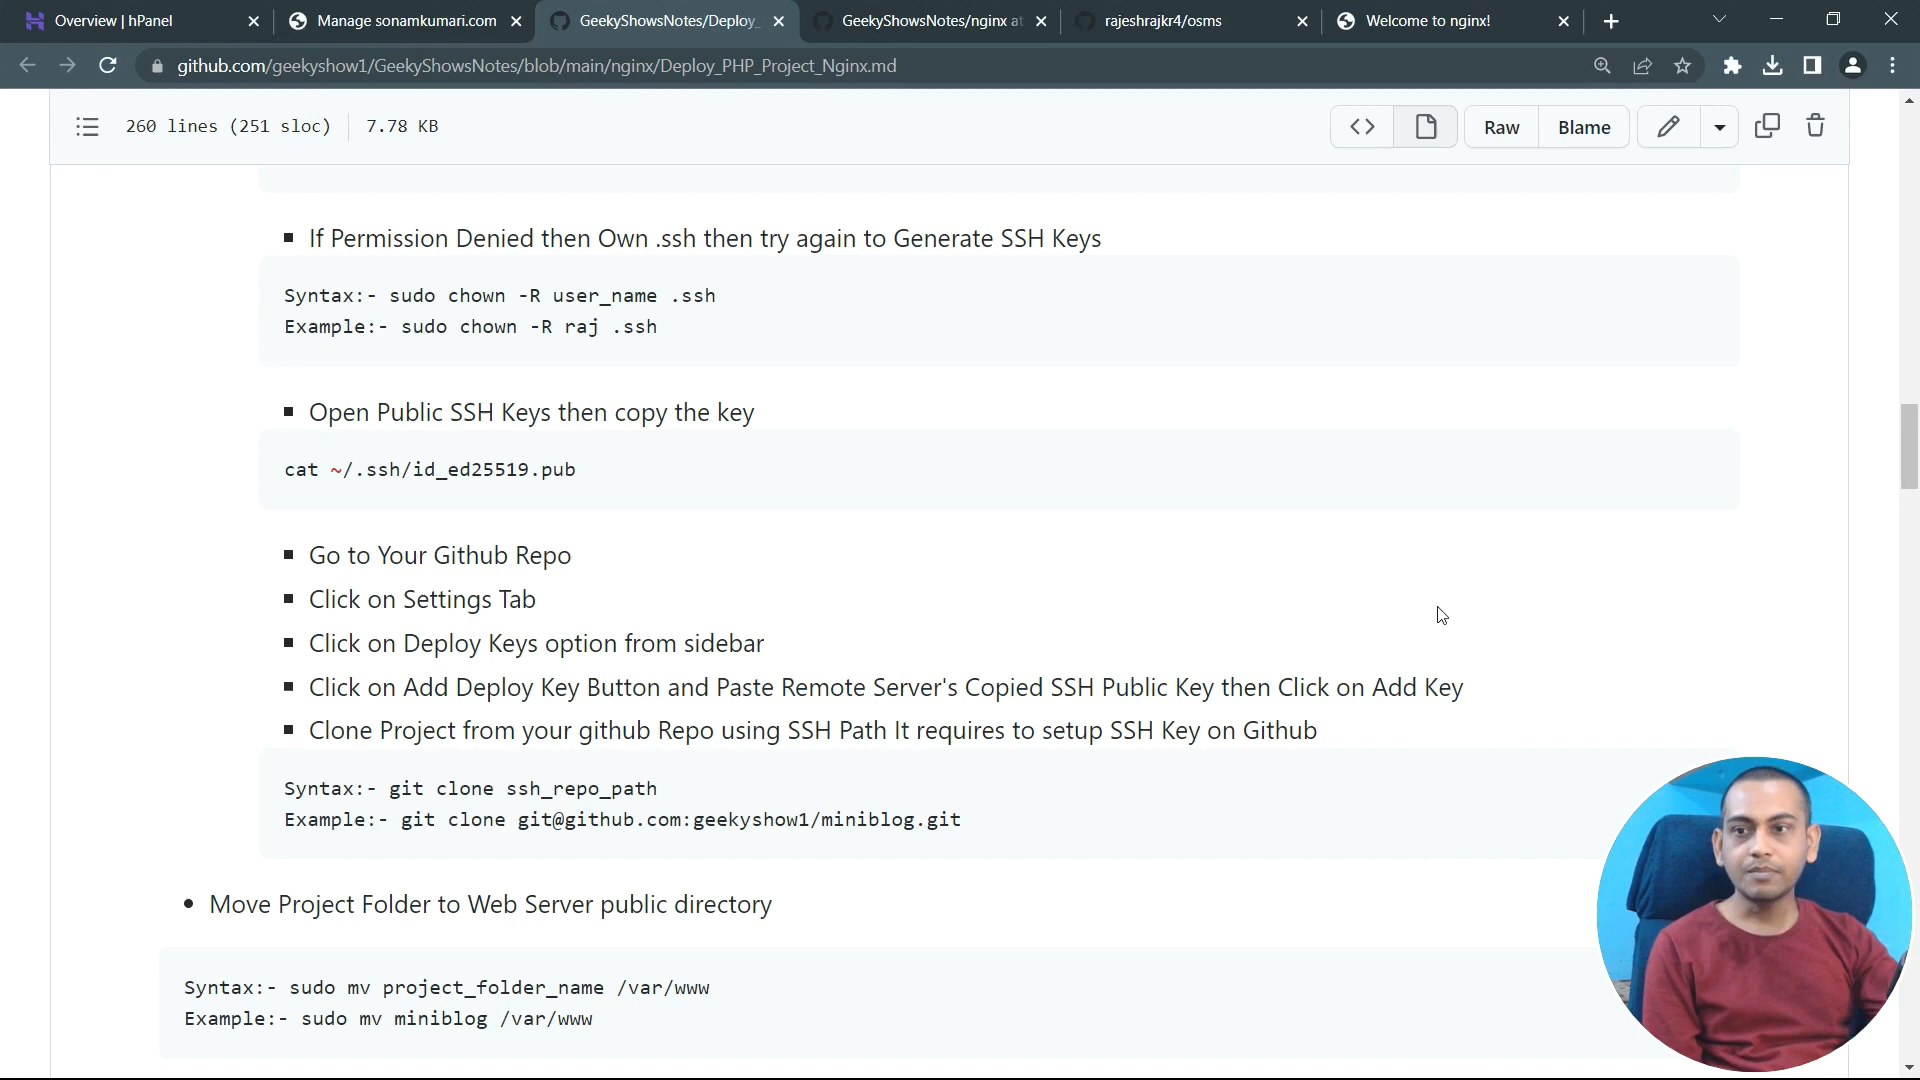 Overview | hPanel
Manage sonamkumari.com
GeekyShowsNotes/Deploy_
GeekyShowsNotes/nginx at
rajeshrajkr4/osms
Welcome to nginx!
github.com/geekyshow1/GeekyShowsNotes/blob/main/nginx/Deploy_PHP_Project_Nginx.md
260 lines (251 sloc) 7.78 KB
Raw
Blame
If Permission Denied then Own .ssh then try again to Generate SSH Keys
Syntax:- sudo chown -R user_name .ssh
Example:- sudo chown -R raj .ssh
Open Public SSH Keys then copy the key
cat ~/.ssh/id_ed25519.pub
Go to Your Github Repo
Click on Settings Tab
Click on Deploy Keys option from sidebar
Click on Add Deploy Key Button and Paste Remote Server's Copied SSH Public Key then Click on Add Key
Clone Project from your github Repo using SSH Path It requires to setup SSH Key on Github
Syntax:- git clone ssh_repo_path
Example:- git clone git@github.com:geekyshow1/miniblog.git
Move Project Folder to Web Server public directory
Syntax:- sudo mv project_folder_name /var/www
Example:- sudo mv miniblog /var/www